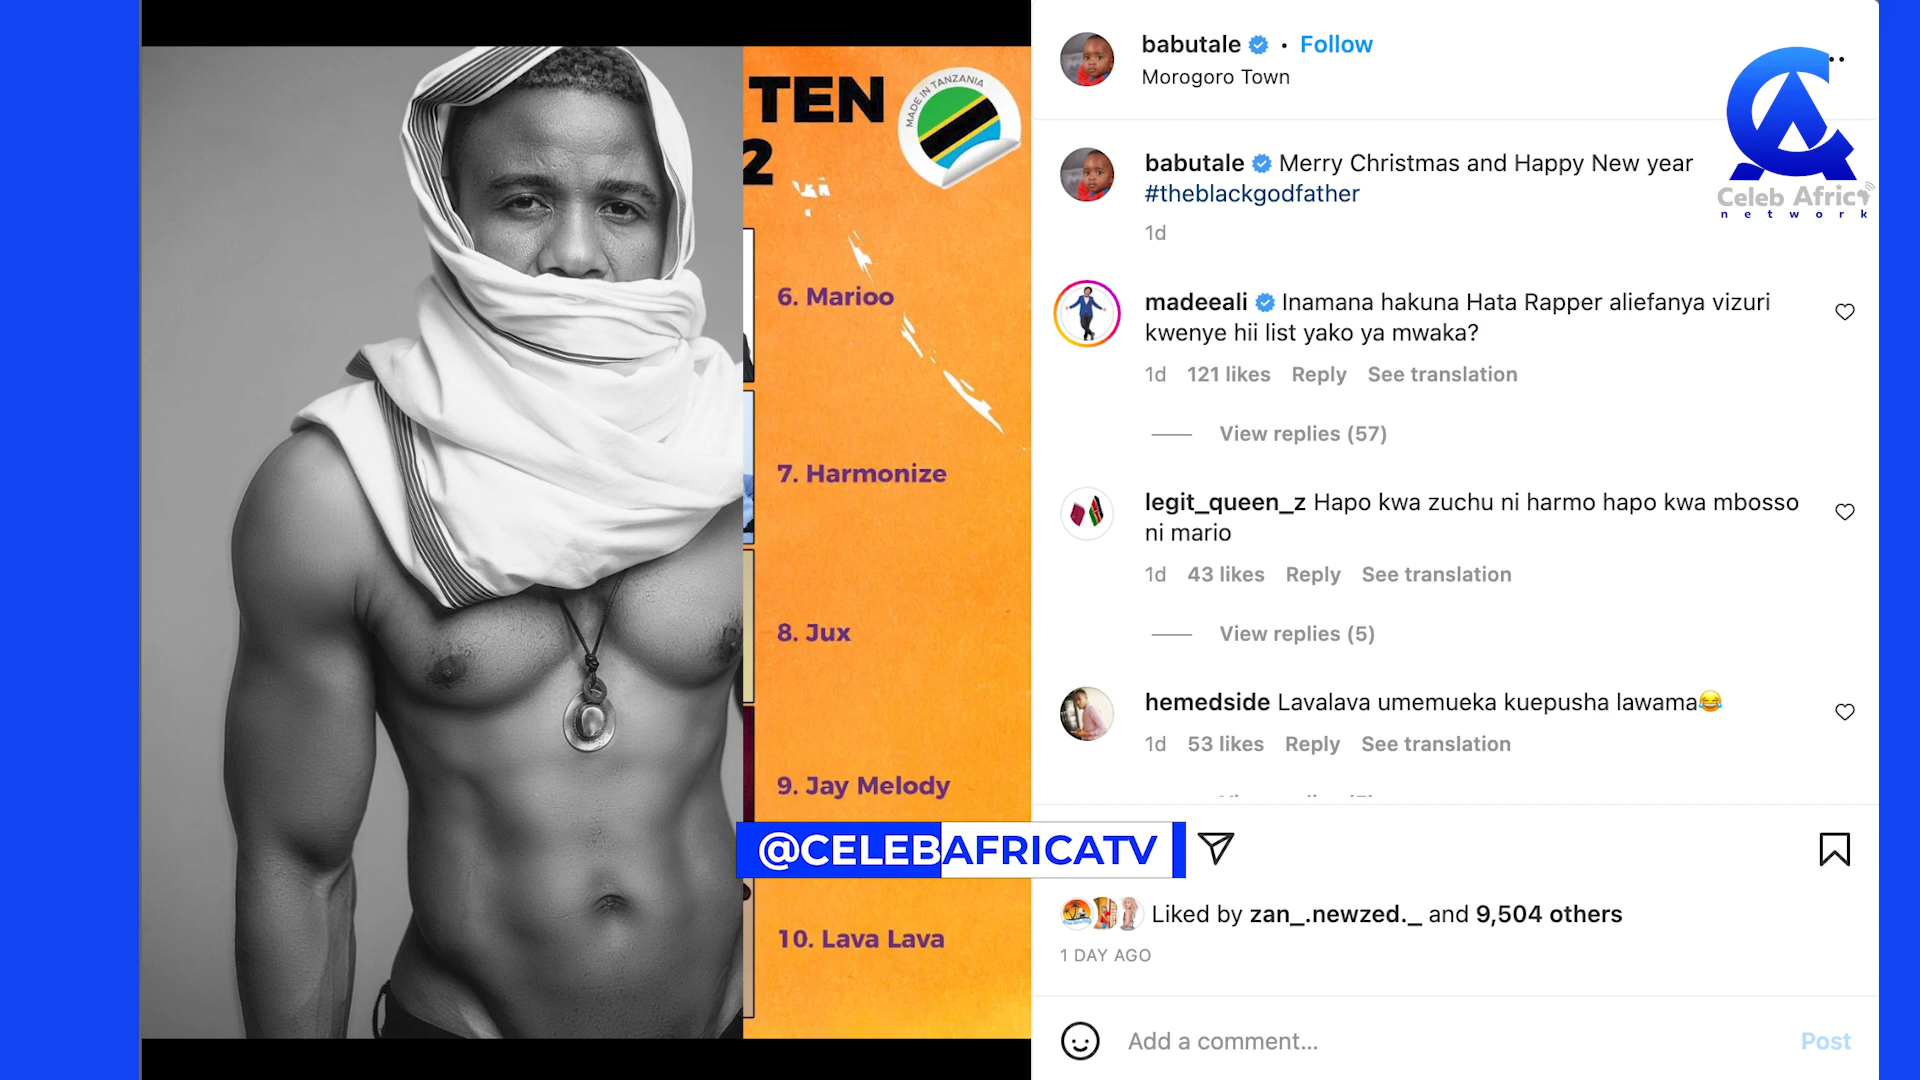 TEN
2
MADE IN TANZANIA
6. Marioo
7. Harmonize
8. Jux
9. Jay Melody
10. Lava Lava
@CELEBAFRICATV
babutale • Follow
Morogoro Town
Celeb Africa
network
babutale Merry Christmas and Happy New year
#theblackgodfather
1d
madeeali Inamana hakuna Hata Rapper aliefanya vizuri
kwenye hii list yako ya mwaka?
1d 121 likes Reply See translation
View replies (57)
legit_queen_z Hapo kwa zuchu ni harmo hapo kwa mbosso
ni mario
1d 43 likes Reply See translation
View replies (5)
hemedside Lavalava umemueka kuepusha lawama😂
1d 53 likes Reply See translation
Liked by zan_.newzed._ and 9,504 others
1 DAY AGO
Add a comment...
Post